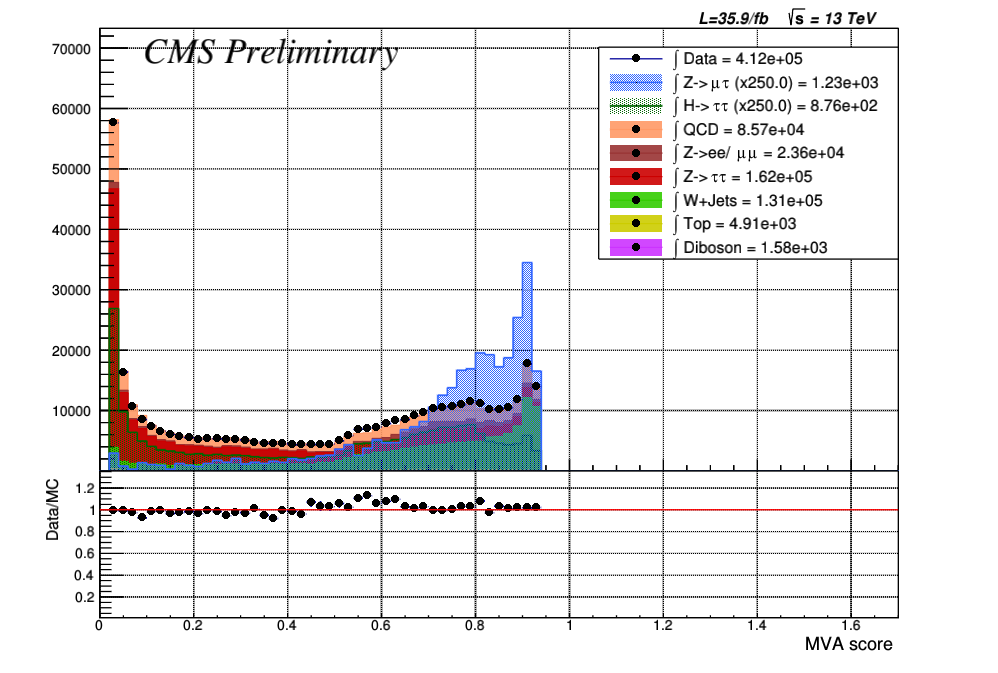 L=35.9/fb √s = 13 TeV
CMS Preliminary
∫ Data = 4.12e+05
∫ Z->μτ (x250.0) = 1.23e+03
∫ H->ττ (x250.0) = 8.76e+02
∫ QCD = 8.57e+04
∫ Z->ee/ μμ = 2.36e+04
∫ Z->ττ = 1.62e+05
∫ W+Jets = 1.31e+05
∫ Top = 4.91e+03
∫ Diboson = 1.58e+03
70000
60000
50000
40000
30000
20000
10000
Data/MC
1.2
1
0.8
0.6
0.4
0.2
0 0.2 0.4 0.6 0.8 1 1.2 1.4 1.6
MVA score